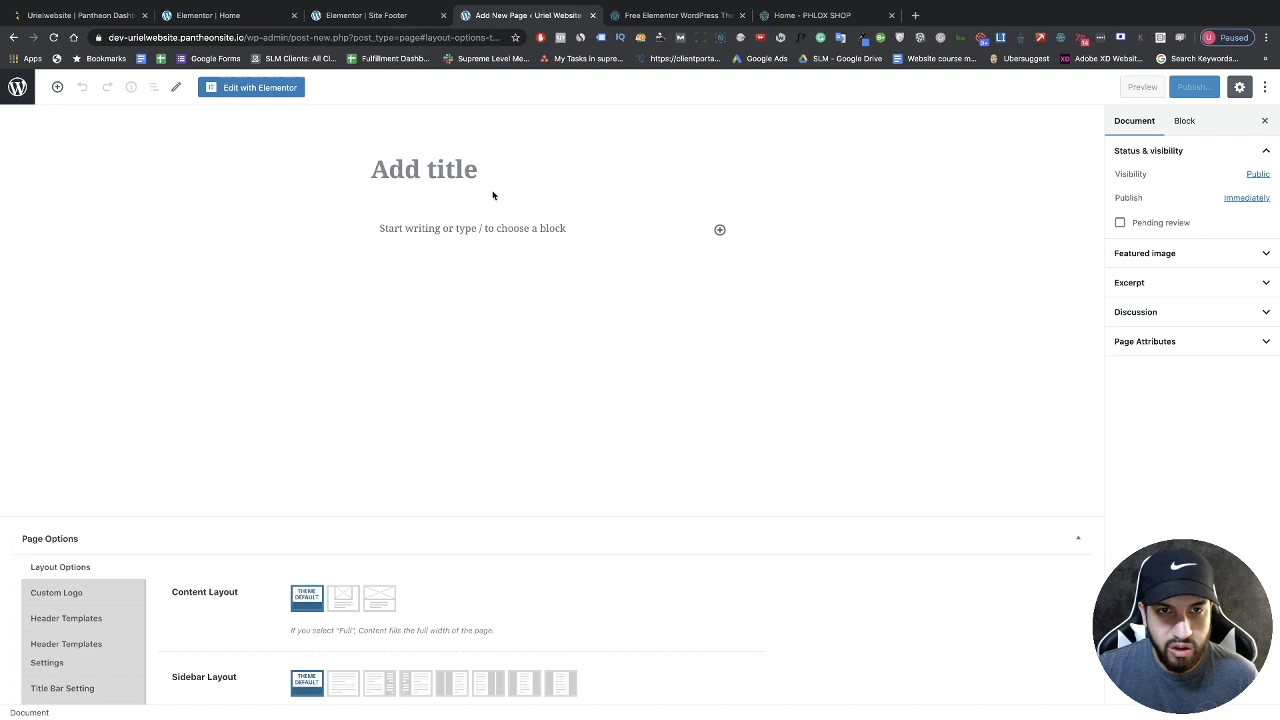 Urielwebsite | Pantheon Dashb
Elementor | Home
Elementor | Site Footer
Add New Page ‹ Uriel Website
Free Elementor WordPress The
Home - PHLOX SHOP
dev-urielwebsite.pantheonsite.io/wp-admin/post-new.php?post_type=page#layout-options-t...
Paused
Apps
Bookmarks
Google Forms
SLM Clients: All Cl...
Fulfillment Dashb...
Supreme Level Me...
My Tasks in supre...
https://clientporta...
Google Ads
SLM - Google Drive
Website course m...
Ubersuggest
Adobe XD Websit...
Search Keywords...
Edit with Elementor
Preview
Publish...
Document
Block
Add title
Start writing or type / to choose a block
Status & visibility
Visibility
Public
Publish
Immediately
Pending review
Featured image
Excerpt
Discussion
Page Attributes
Page Options
Layout Options
Custom Logo
Header Templates
Header Templates
Settings
Title Bar Setting
Content Layout
THEME
DEFAULT
If you select "Full", Content fills the full width of the page.
Sidebar Layout
THEME
DEFAULT
Document